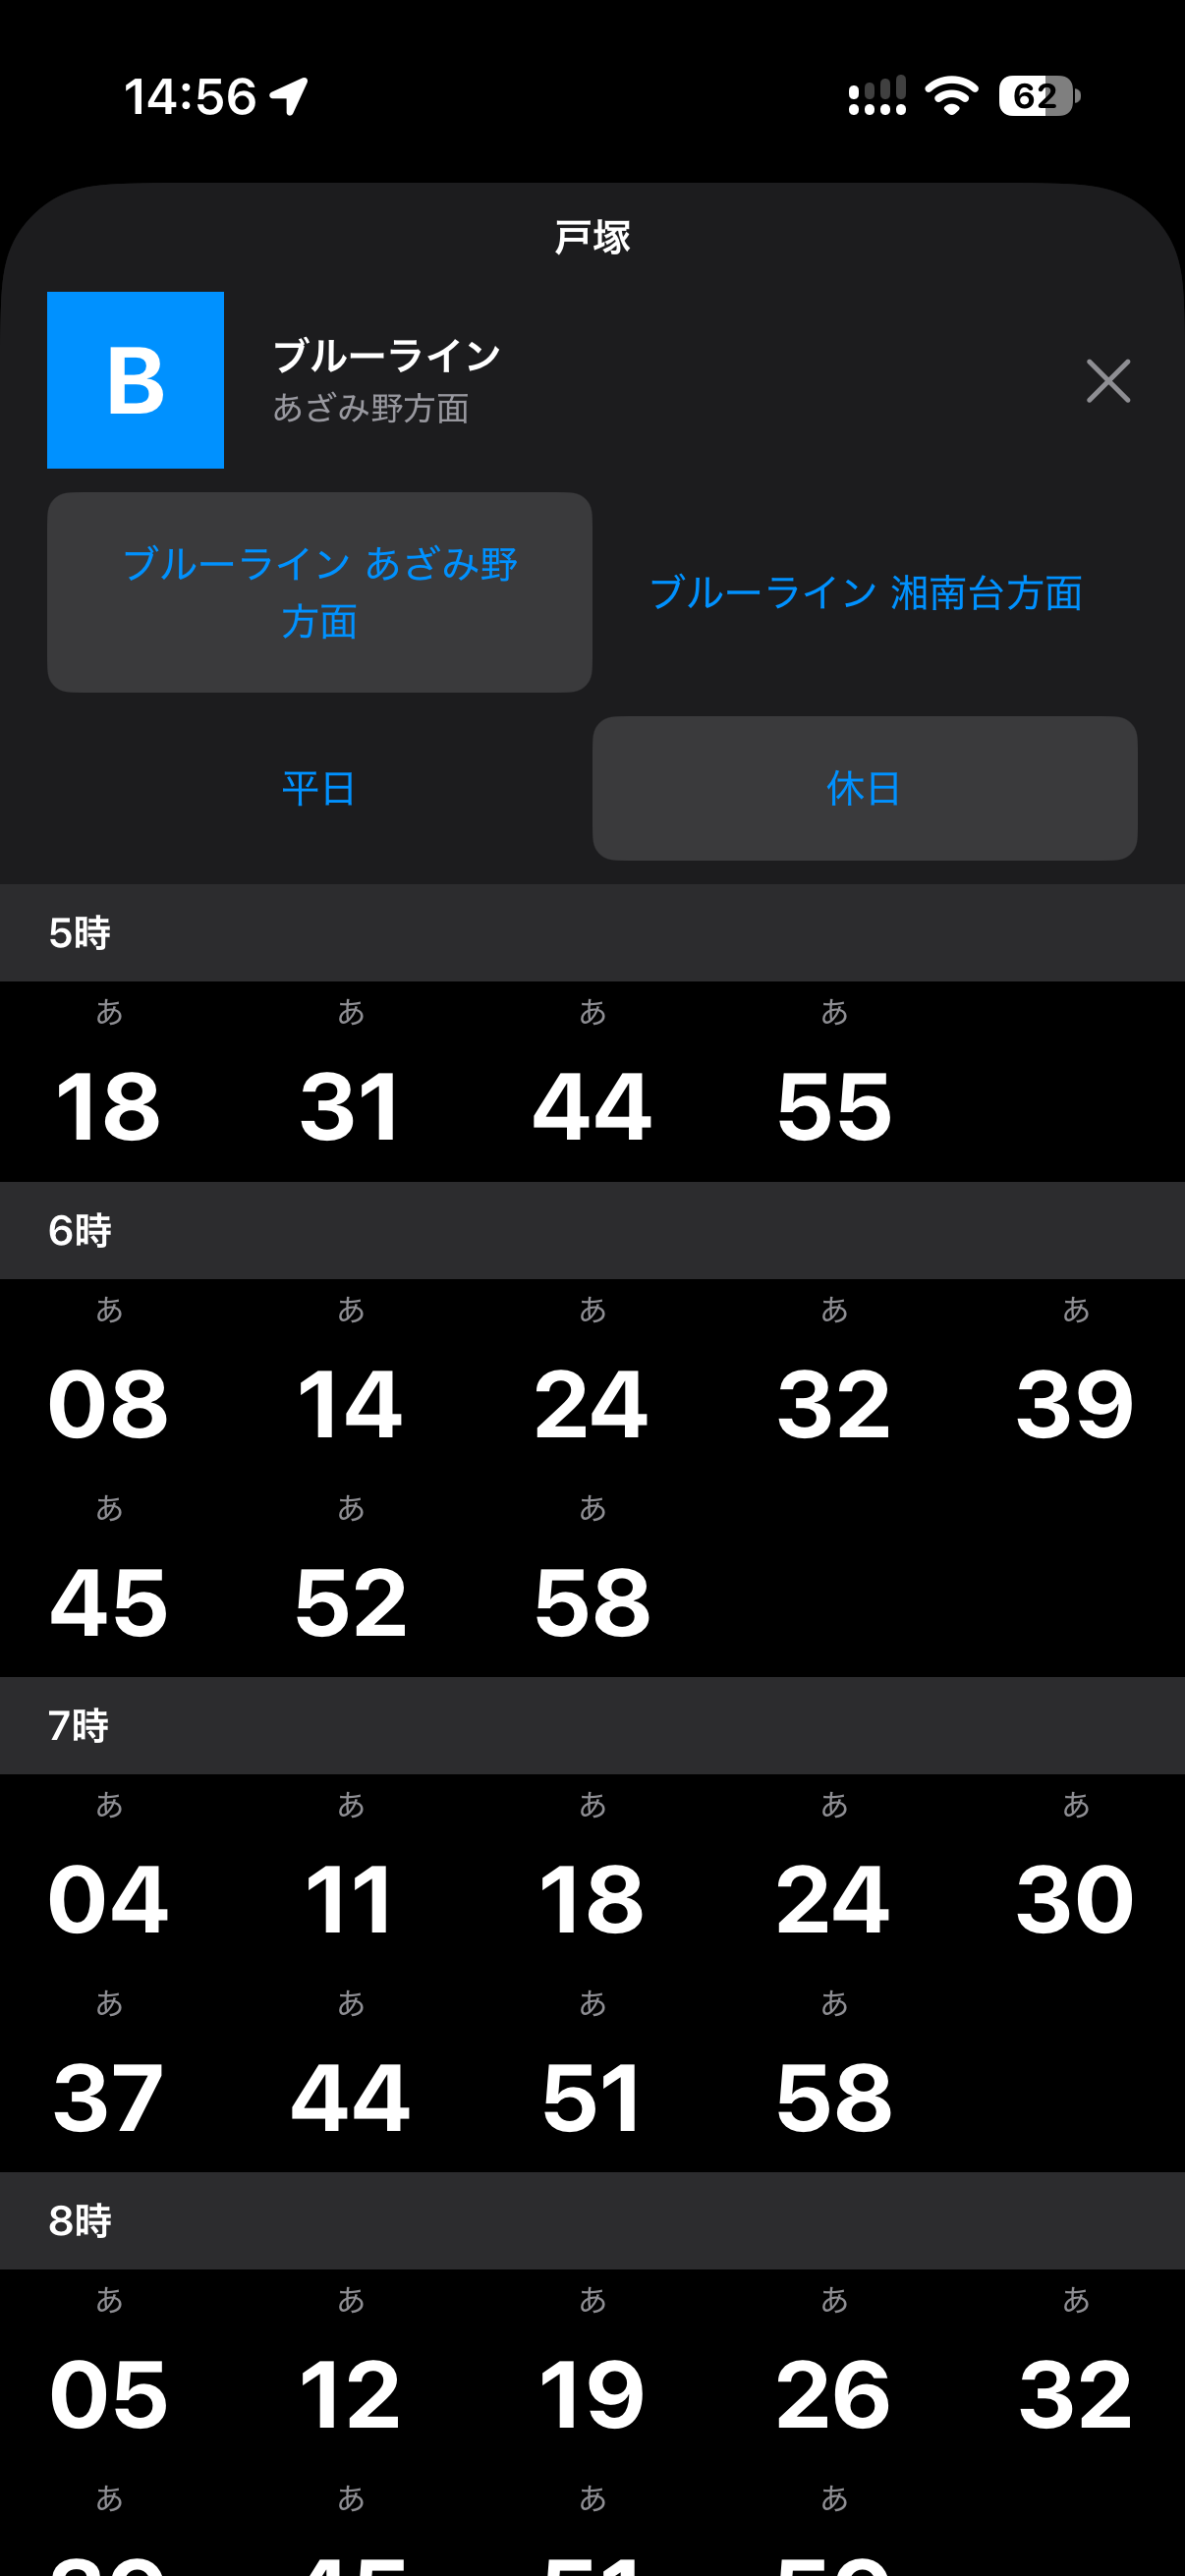 14:56
62
戸塚
B
ブルーライン
あざみ野方面
ブルーライン あざみ野
方面
ブルーライン 湘南台方面
平日 休日
5時
あ あ あ あ
18 31 44 55
6時
あ あ あ あ あ
08 14 24 32 39
あ あ あ
45 52 58
7時
あ あ あ あ あ
04 11 18 24 30
あ あ あ あ
37 44 51 58
8時
あ あ あ あ あ
05 12 19 26 32
あ あ あ あ